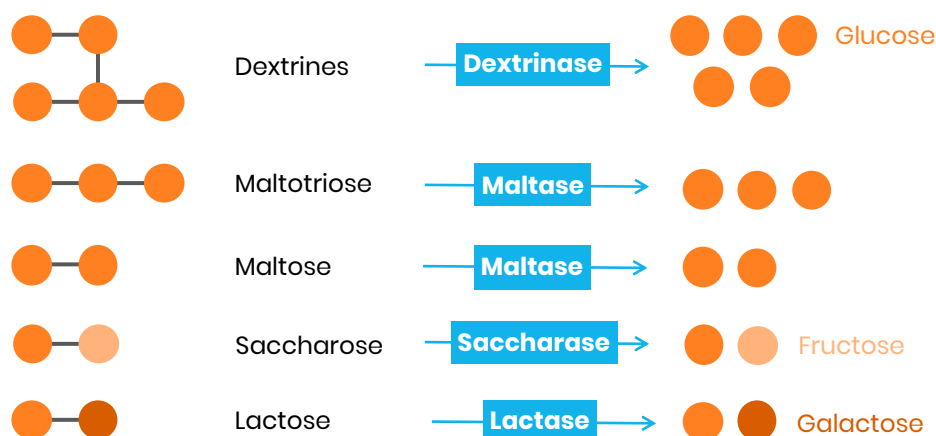 Dextrines Dextrinase Glucose
Maltotriose Maltase
Maltose Maltase
Saccharose Saccharase Fructose
Lactose Lactase Galactose